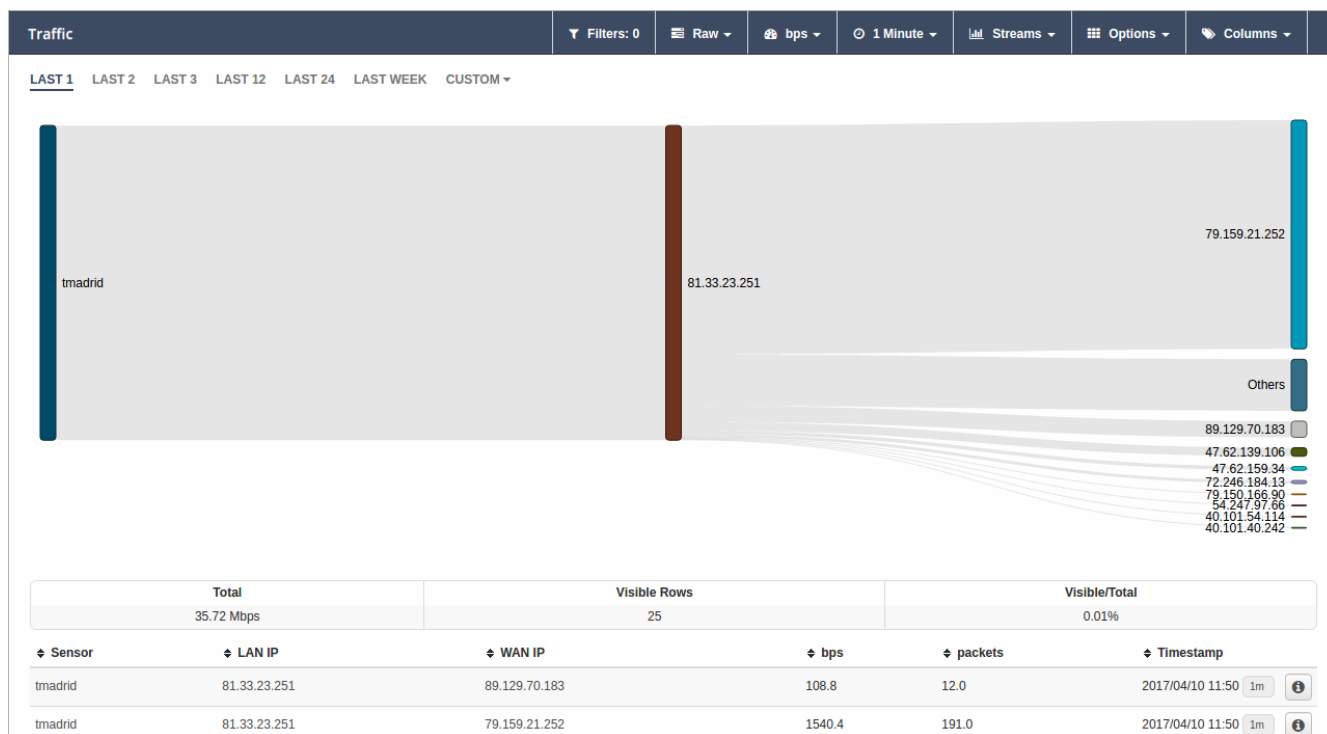 Traffic Filters: 0 Raw bps 1 Minute Streams Options Columns
LAST 1 LAST 2 LAST 3 LAST 12 LAST 24 LAST WEEK CUSTOM
79.159.21.252
tmadrid 81.33.23.251
Others
89.129.70.183
47.62.139.106
47.62.159.34
72.246.184.13
79.150.166.90
54.247.97.66
40.101.54.114
40.101.40.242
Total Visible Rows Visible/Total
35.72 Mbps 25 0.01%
Sensor LAN IP WAN IP bps packets Timestamp
tmadrid 81.33.23.251 89.129.70.183 108.8 12.0 2017/04/10 11:50 1m
tmadrid 81.33.23.251 79.159.21.252 1540.4 191.0 2017/04/10 11:50 1m